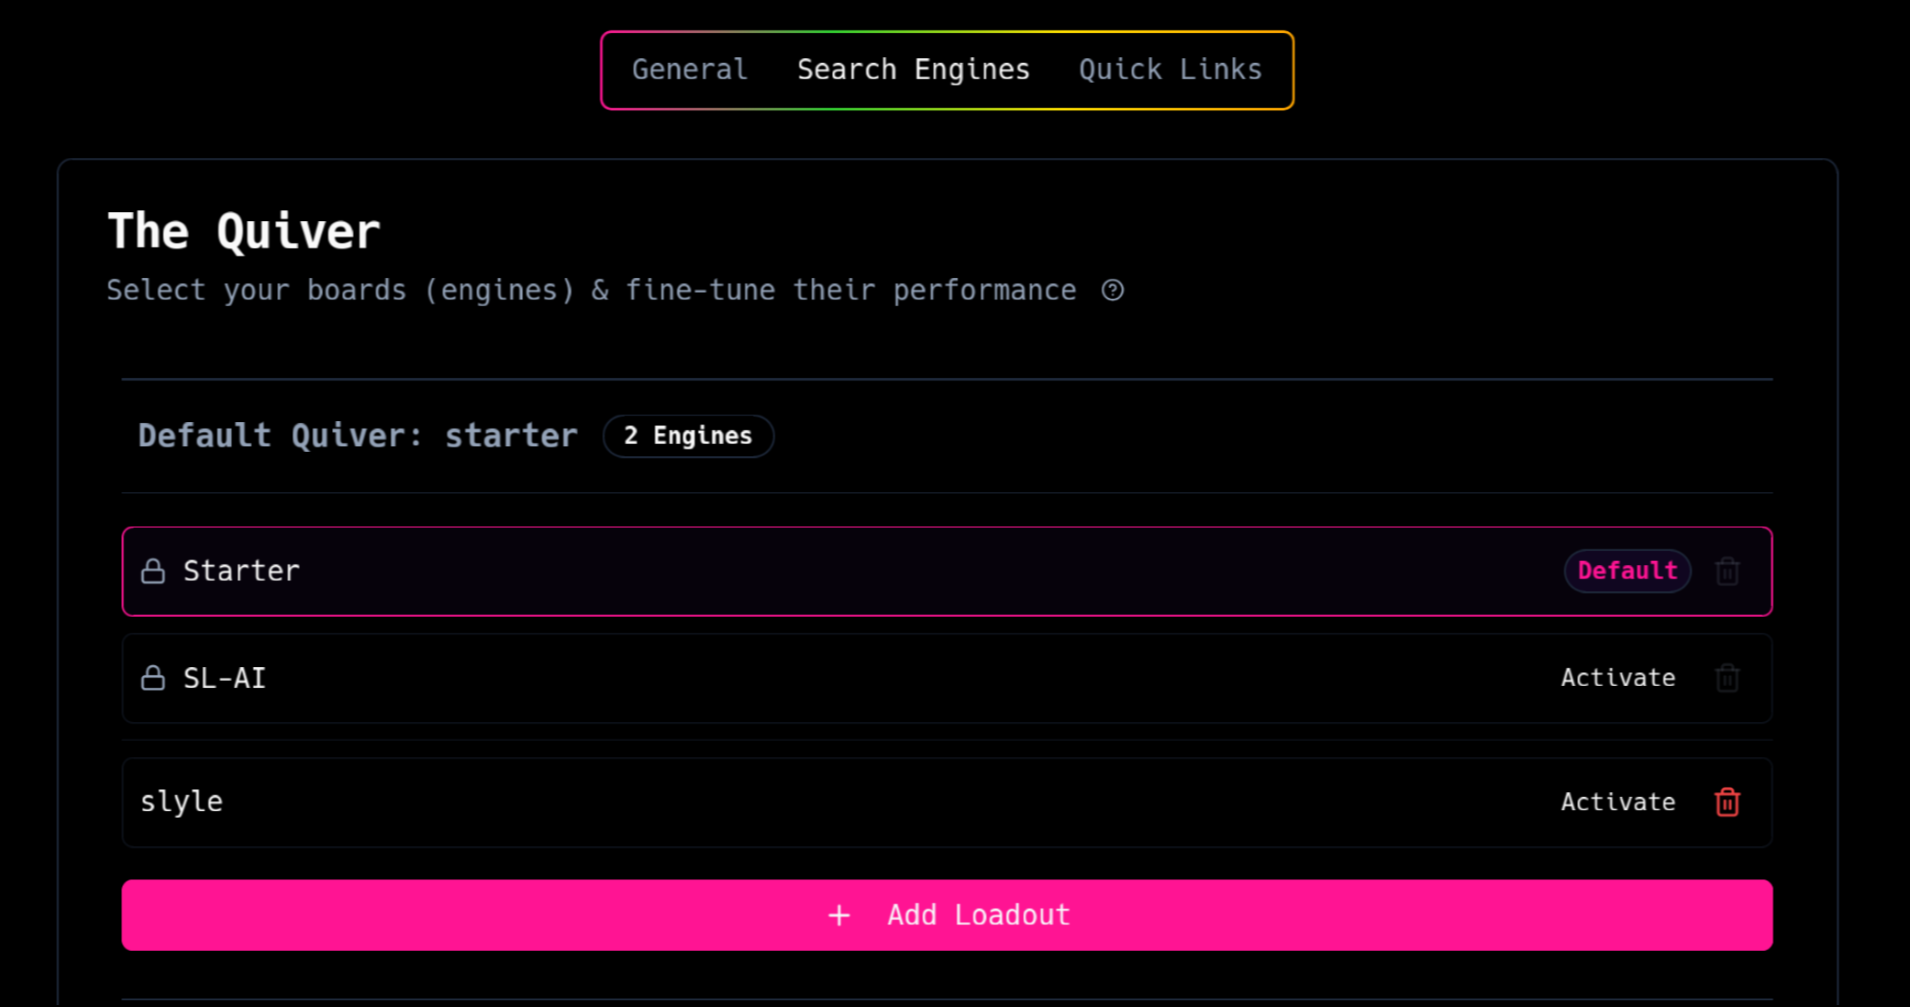 General Search Engines Quick Links
The Quiver
Select your boards (engines) & fine-tune their performance ?
Default Quiver: starter 2 Engines
Starter Default
SL-AI Activate
slyle Activate
+ Add Loadout